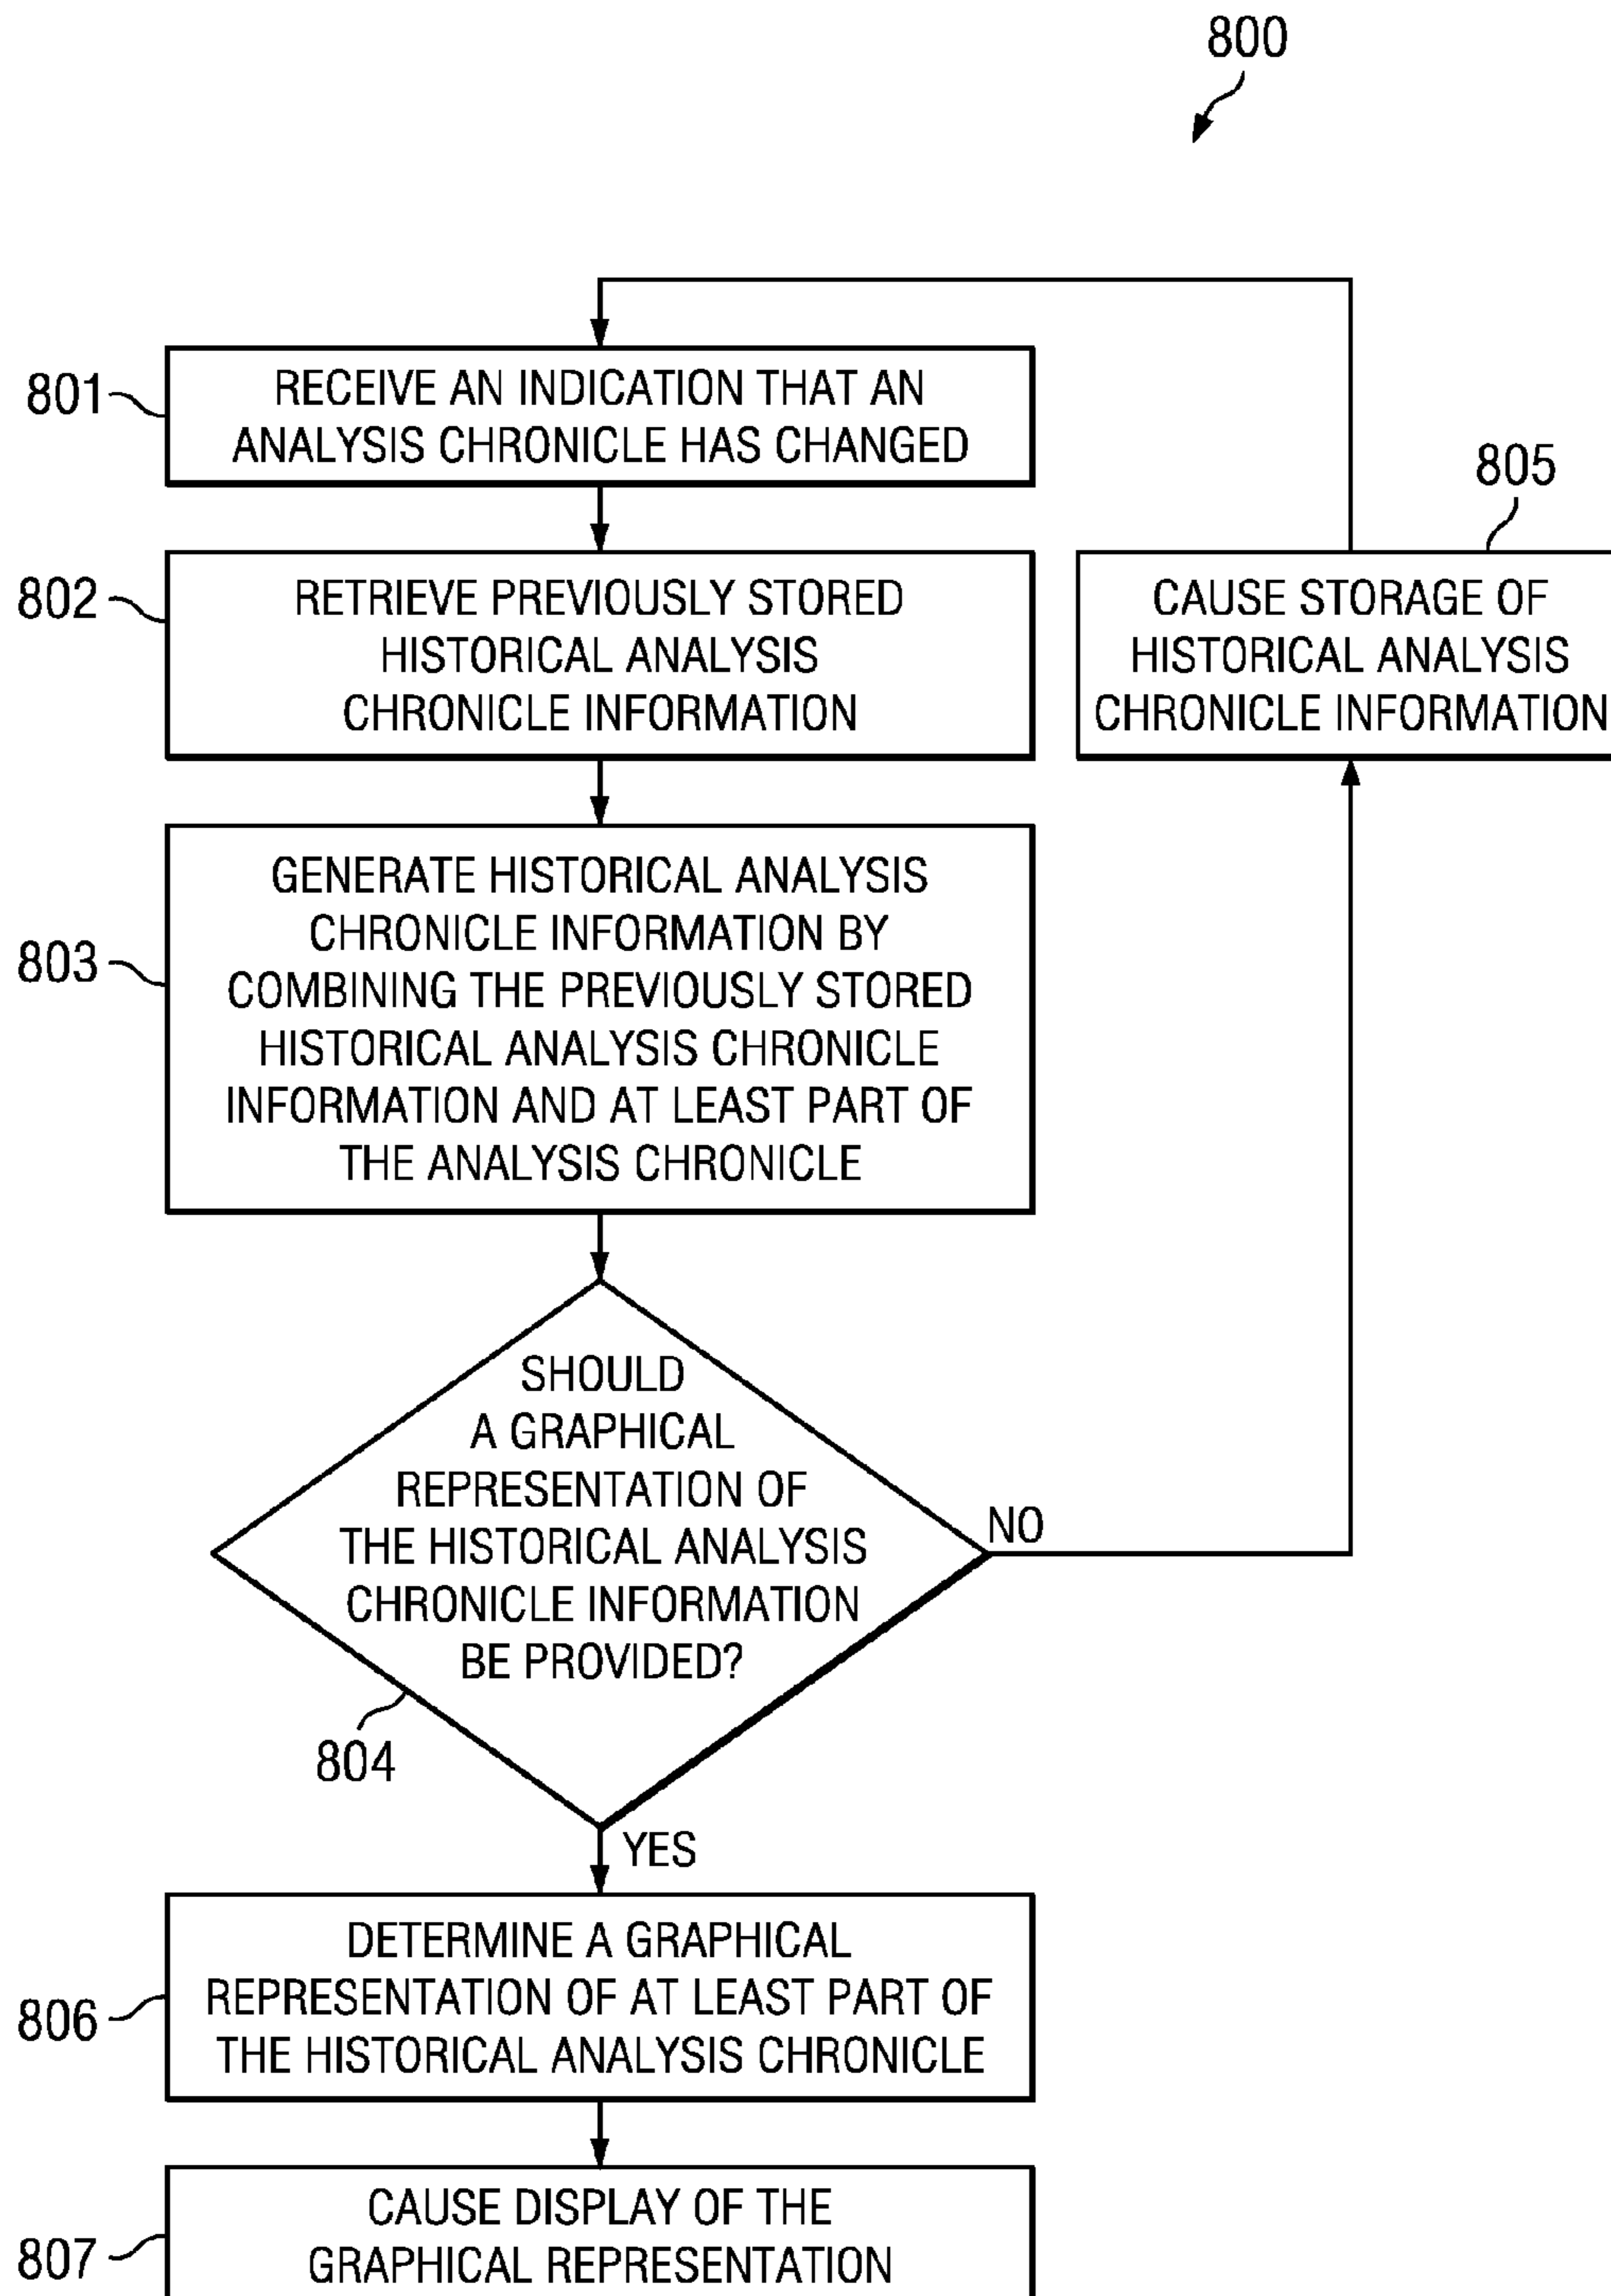 800
801
RECEIVE AN INDICATION THAT AN
ANALYSIS CHRONICLE HAS CHANGED
802
RETRIEVE PREVIOUSLY STORED
HISTORICAL ANALYSIS
CHRONICLE INFORMATION
805
CAUSE STORAGE OF
HISTORICAL ANALYSIS
CHRONICLE INFORMATION
803
GENERATE HISTORICAL ANALYSIS
CHRONICLE INFORMATION BY
COMBINING THE PREVIOUSLY STORED
HISTORICAL ANALYSIS CHRONICLE
INFORMATION AND AT LEAST PART OF
THE ANALYSIS CHRONICLE
SHOULD
A GRAPHICAL
REPRESENTATION OF
THE HISTORICAL ANALYSIS
CHRONICLE INFORMATION
BE PROVIDED?
NO
804
YES
806
DETERMINE A GRAPHICAL
REPRESENTATION OF AT LEAST PART OF
THE HISTORICAL ANALYSIS CHRONICLE
807
CAUSE DISPLAY OF THE
GRAPHICAL REPRESENTATION